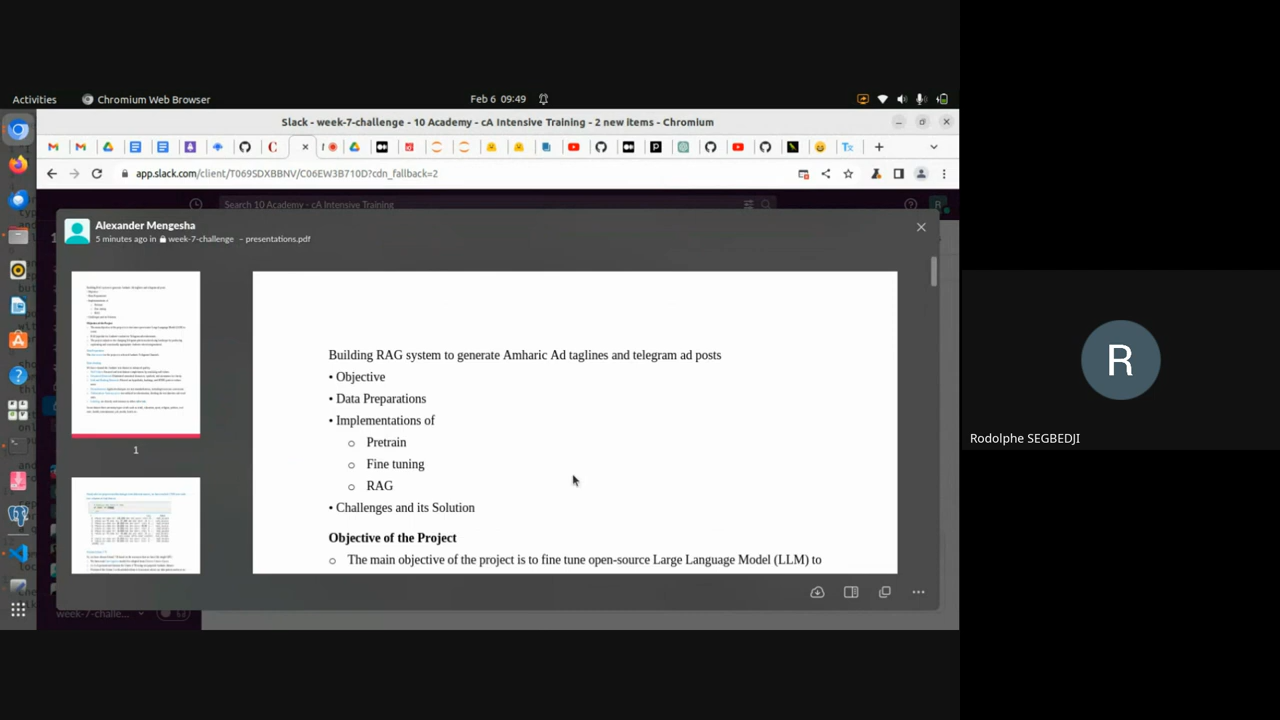 Activities
Chromium Web Browser
Feb 6 09:49
Slack - week-7-challenge - 10 Academy - cA Intensive Training - 2 new items - Chromium
app.slack.com/client/T069SDXBBNV/C06EW3B710D?cdn_fallback=2
Search 10 Academy - cA Intensive Training
Alexander Mengesha
5 minutes ago in week-7-challenge – presentations.pdf
Building RAG system to generate Amharic Ad taglines and telegram ad posts
• Objective
• Data Preparations
• Implementations of
o Pretrain
o Fine tuning
o RAG
• Challenges and its Solution
Objective of the Project
o The main objective of the project is to fine tune open-source Large Language Model (LLM) to
1
week-7-challe...
R
Rodolphe SEGBEDJI